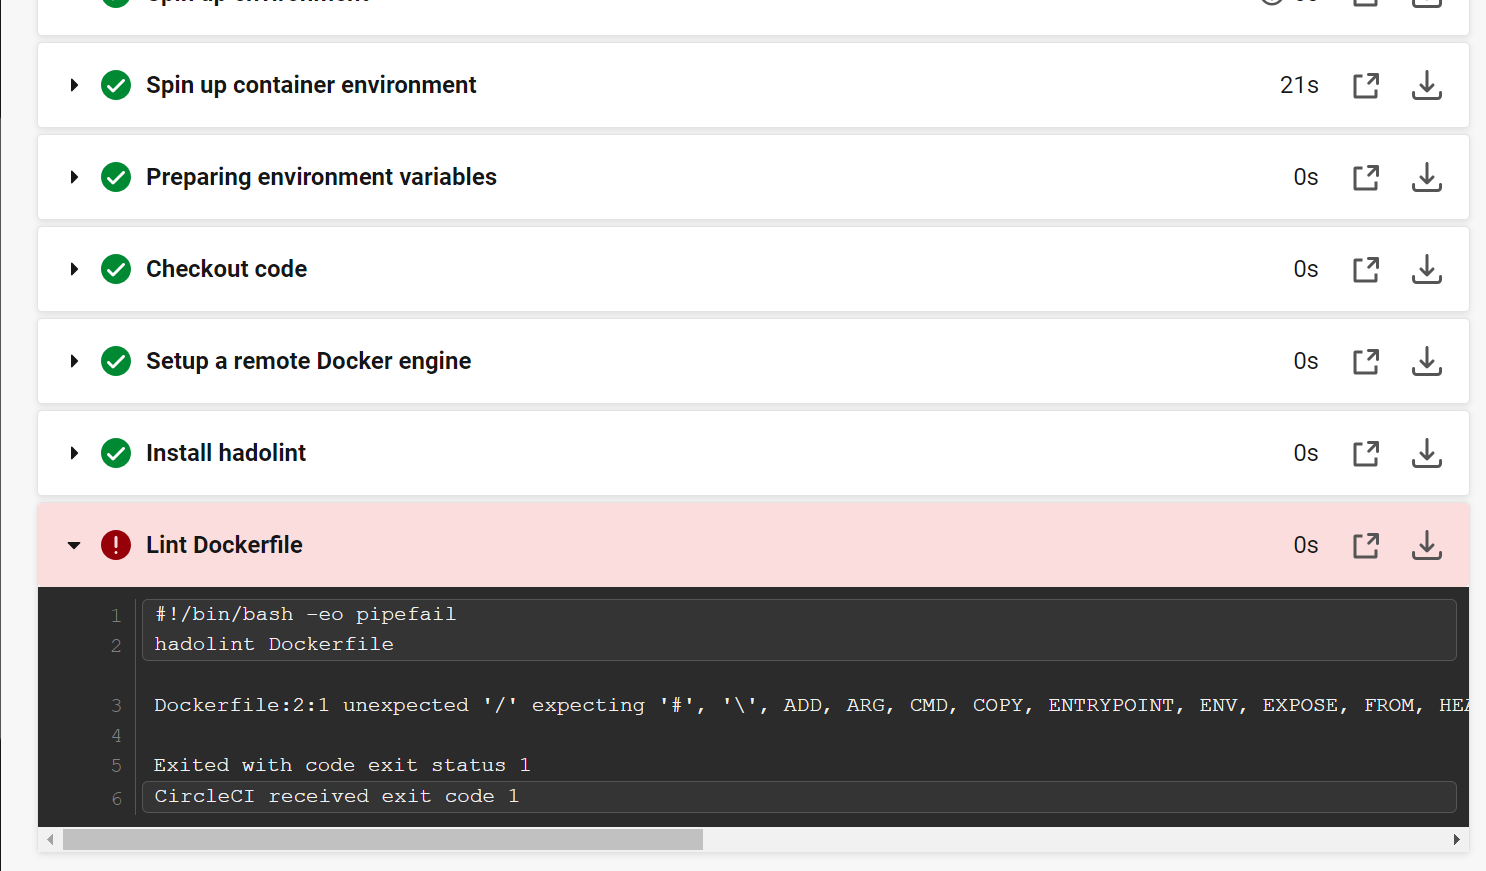 Spin up environment
Spin up container environment 21s
Preparing environment variables 0s
Checkout code 0s
Setup a remote Docker engine 0s
Install hadolint 0s
Lint Dockerfile 0s
1 #!/bin/bash -eo pipefail
2 hadolint Dockerfile
3 Dockerfile:2:1 unexpected '/' expecting '#', '\', ADD, ARG, CMD, COPY, ENTRYPOINT, ENV, EXPOSE, FROM,
4
5 Exited with code exit status 1
6 CircleCI received exit code 1